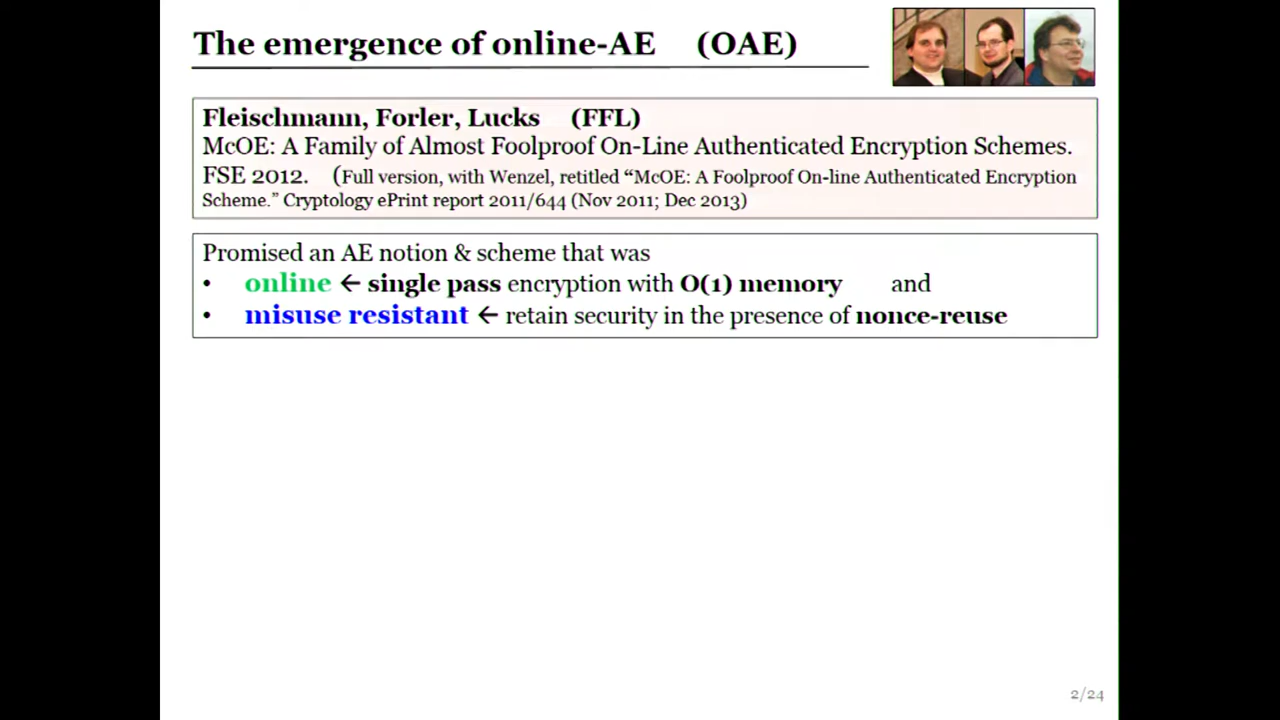 The emergence of online-AE (OAE)
Fleischmann, Forler, Lucks (FFL)
McOE: A Family of Almost Foolproof On-Line Authenticated Encryption Schemes.
FSE 2012. (Full version, with Wenzel, retitled “McOE: A Foolproof On-line Authenticated Encryption
Scheme.” Cryptology ePrint report 2011/644 (Nov 2011; Dec 2013)
Promised an AE notion & scheme that was
• online ← single pass encryption with O(1) memory and
• misuse resistant ← retain security in the presence of nonce-reuse
2/24